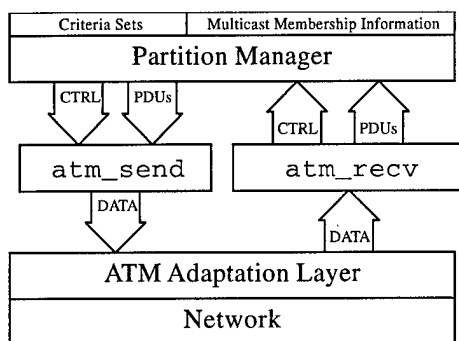 Criteria Sets Multicast Membership Information
Partition Manager
CTRL PDUs CTRL PDUs
atm_send atm_recv
DATA DATA
ATM Adaptation Layer
Network